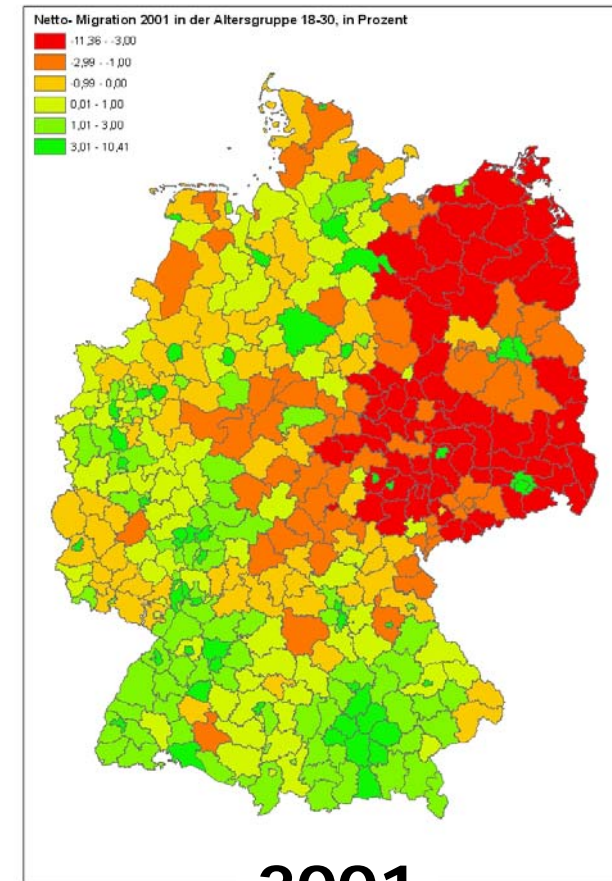 Netto- Migration 2001 in der Altersgruppe 18-30, in Prozent
-11,36 - -3,00
-2,99 - -1,00
-0,99 - 0,00
0,01 - 1,00
1,01 - 3,00
3,01 - 10,41
2001